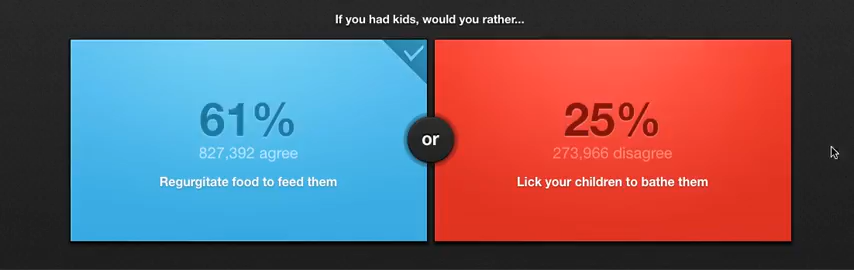 If you had kids, would you rather...
61%
827,392 agree
Regurgitate food to feed them
or
25%
273,966 disagree
Lick your children to bathe them